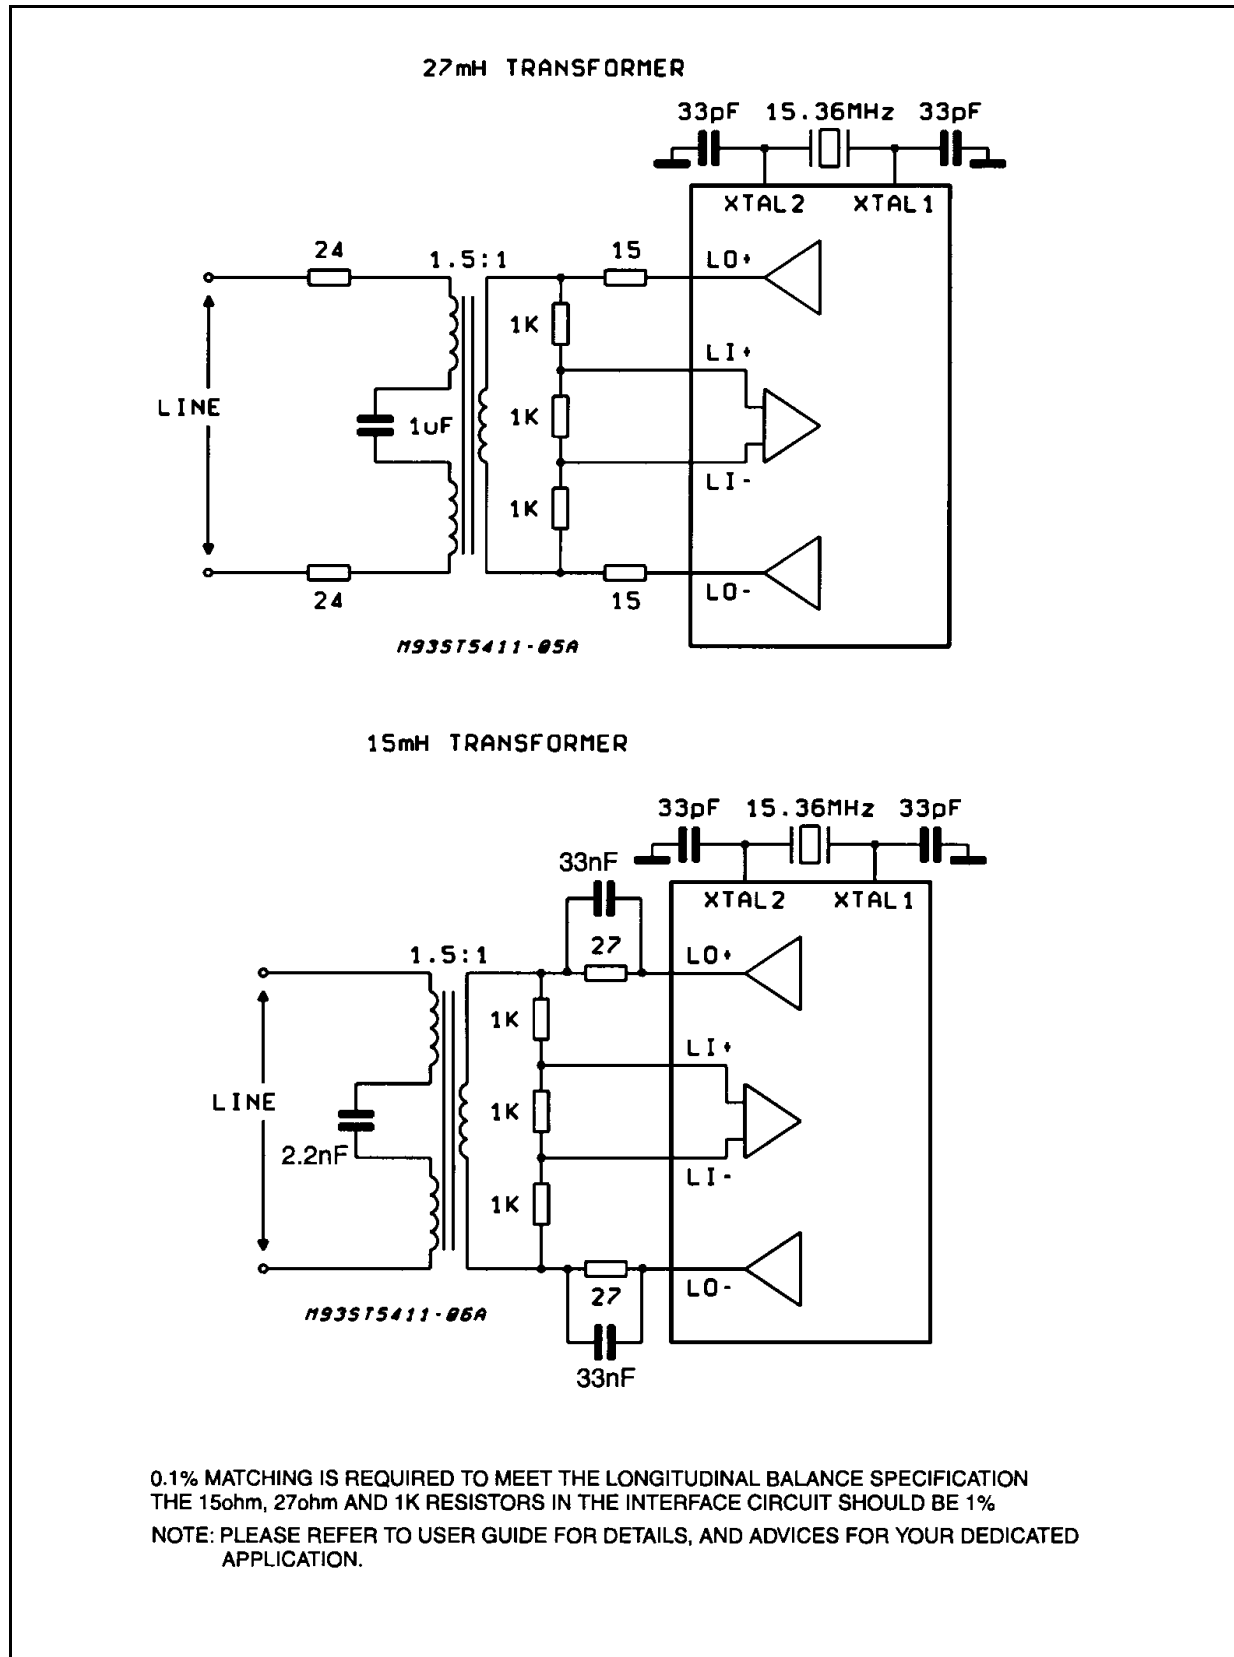 27mH TRANSFORMER
33pF 15.36MHz 33pF
XTAL2 XTAL1
24 1.5:1 15 LO+
1K LI+
LINE 1uF 1K
LI-
1K
24 15 LO-
M93ST5411-05A
15mH TRANSFORMER
33pF 15.36MHz 33pF
33nF
XTAL2 XTAL1
1.5:1 27 LO+
1K
LI+
LINE 1K
2.2nF
LI-
1K
27 LO-
M93ST5411-06A
33nF
0.1% MATCHING IS REQUIRED TO MEET THE LONGITUDINAL BALANCE SPECIFICATION
THE 15ohm, 27ohm AND 1K RESISTORS IN THE INTERFACE CIRCUIT SHOULD BE 1%
NOTE: PLEASE REFER TO USER GUIDE FOR DETAILS, AND ADVICES FOR YOUR DEDICATED
APPLICATION.